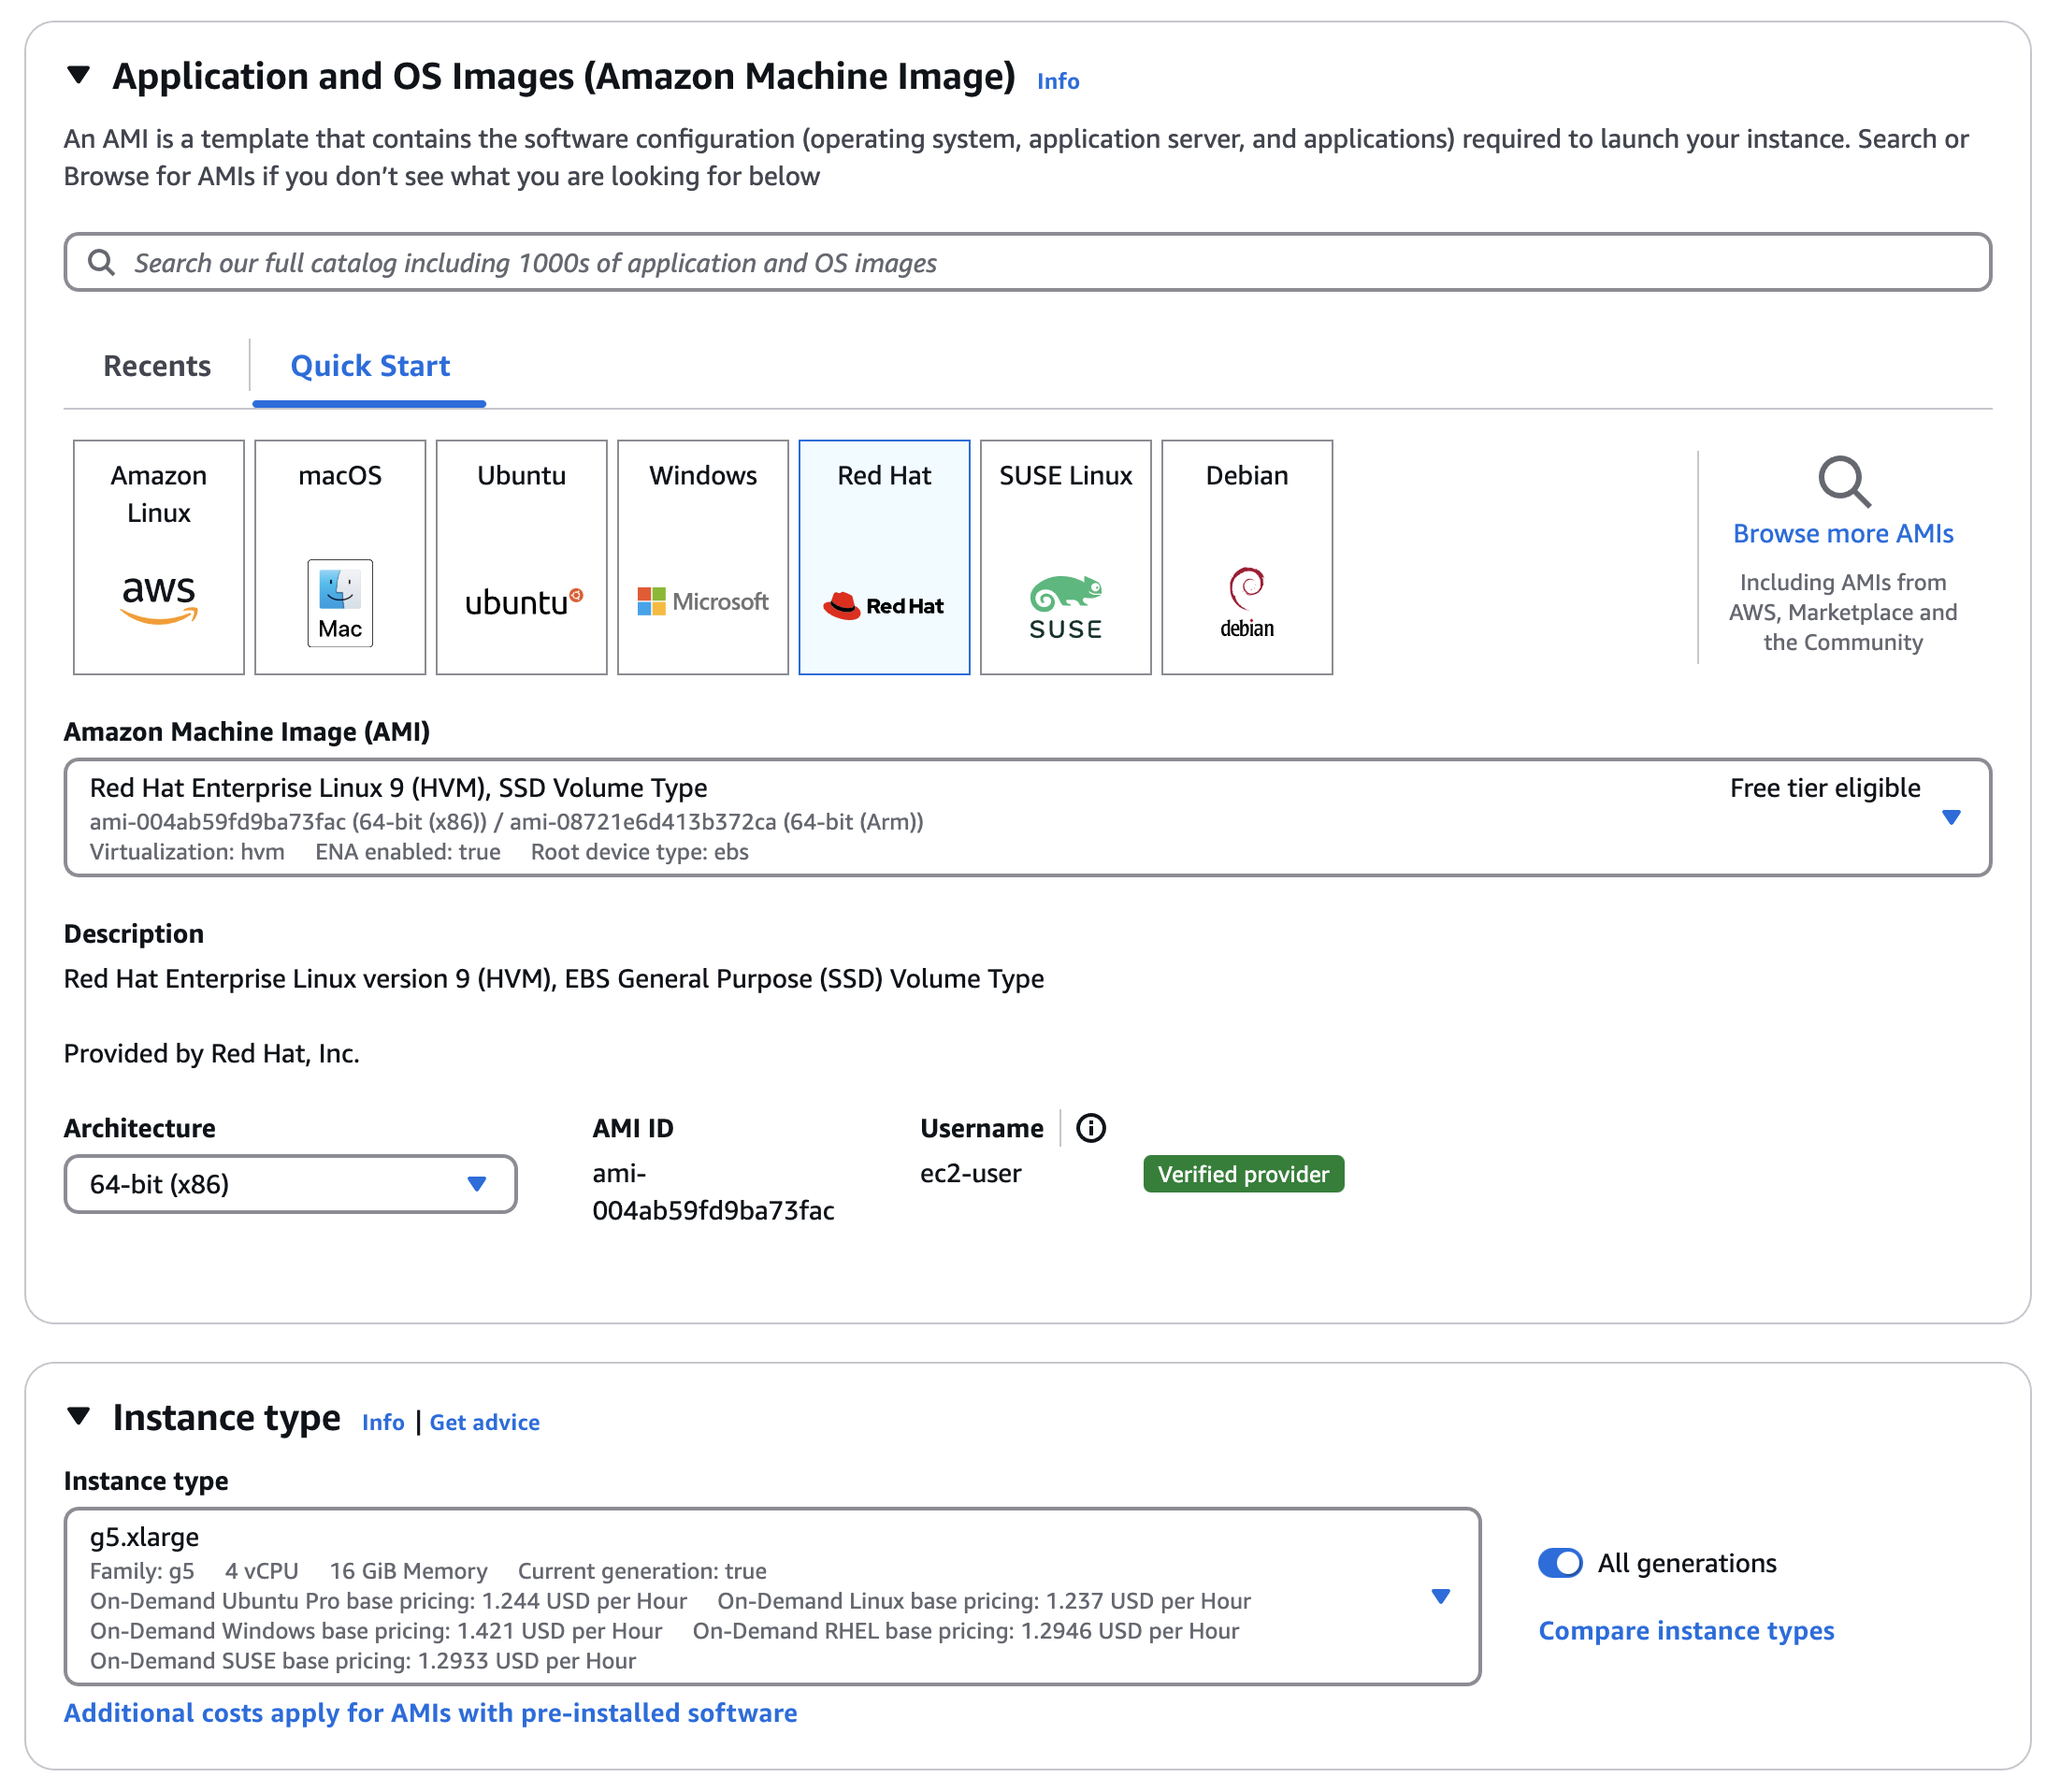 Application and OS Images (Amazon Machine Image) Info
An AMI is a template that contains the software configuration (operating system, application server, and applications) required to launch your instance. Search or
Browse for AMIs if you don’t see what you are looking for below
Search our full catalog including 1000s of application and OS images
Recents
Quick Start
Amazon
Linux
aws
macOS
Mac
Ubuntu
ubuntu
Windows
Microsoft
Red Hat
Red Hat
SUSE Linux
SUSE
Debian
debian
Browse more AMIs
Including AMIs from
AWS, Marketplace and
the Community
Amazon Machine Image (AMI)
Red Hat Enterprise Linux 9 (HVM), SSD Volume Type
Free tier eligible
ami-004ab59fd9ba73fac (64-bit (x86)) / ami-08721e6d413b372ca (64-bit (Arm))
Virtualization: hvm ENA enabled: true Root device type: ebs
Description
Red Hat Enterprise Linux version 9 (HVM), EBS General Purpose (SSD) Volume Type
Provided by Red Hat, Inc.
Architecture
64-bit (x86)
AMI ID
ami-
004ab59fd9ba73fac
Username
ec2-user
Verified provider
Instance type Info | Get advice
Instance type
g5.xlarge
Family: g5 4 vCPU 16 GiB Memory Current generation: true
On-Demand Ubuntu Pro base pricing: 1.244 USD per Hour On-Demand Linux base pricing: 1.237 USD per Hour
On-Demand Windows base pricing: 1.421 USD per Hour On-Demand RHEL base pricing: 1.2946 USD per Hour
On-Demand SUSE base pricing: 1.2933 USD per Hour
All generations
Compare instance types
Additional costs apply for AMIs with pre-installed software